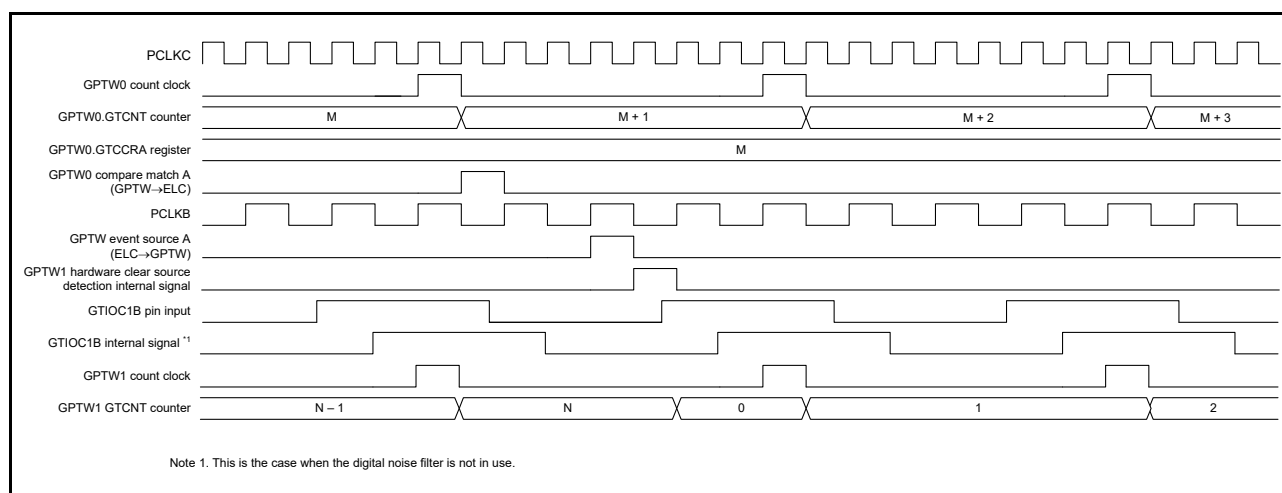 PCLKC
GPTW0 count clock
GPTW0.GTCNT counter
M
M + 1
M + 2
M + 3
GPTW0.GTCCRA register
M
GPTW0 compare match A
(GPTW→ELC)
PCLKB
GPTW event source A
(ELC→GPTW)
GPTW1 hardware clear source
detection internal signal
GTIOC1B pin input
GTIOC1B internal signal *1
GPTW1 count clock
GPTW1 GTCNT counter
N – 1
N
0
1
2
Note 1. This is the case when the digital noise filter is not in use.